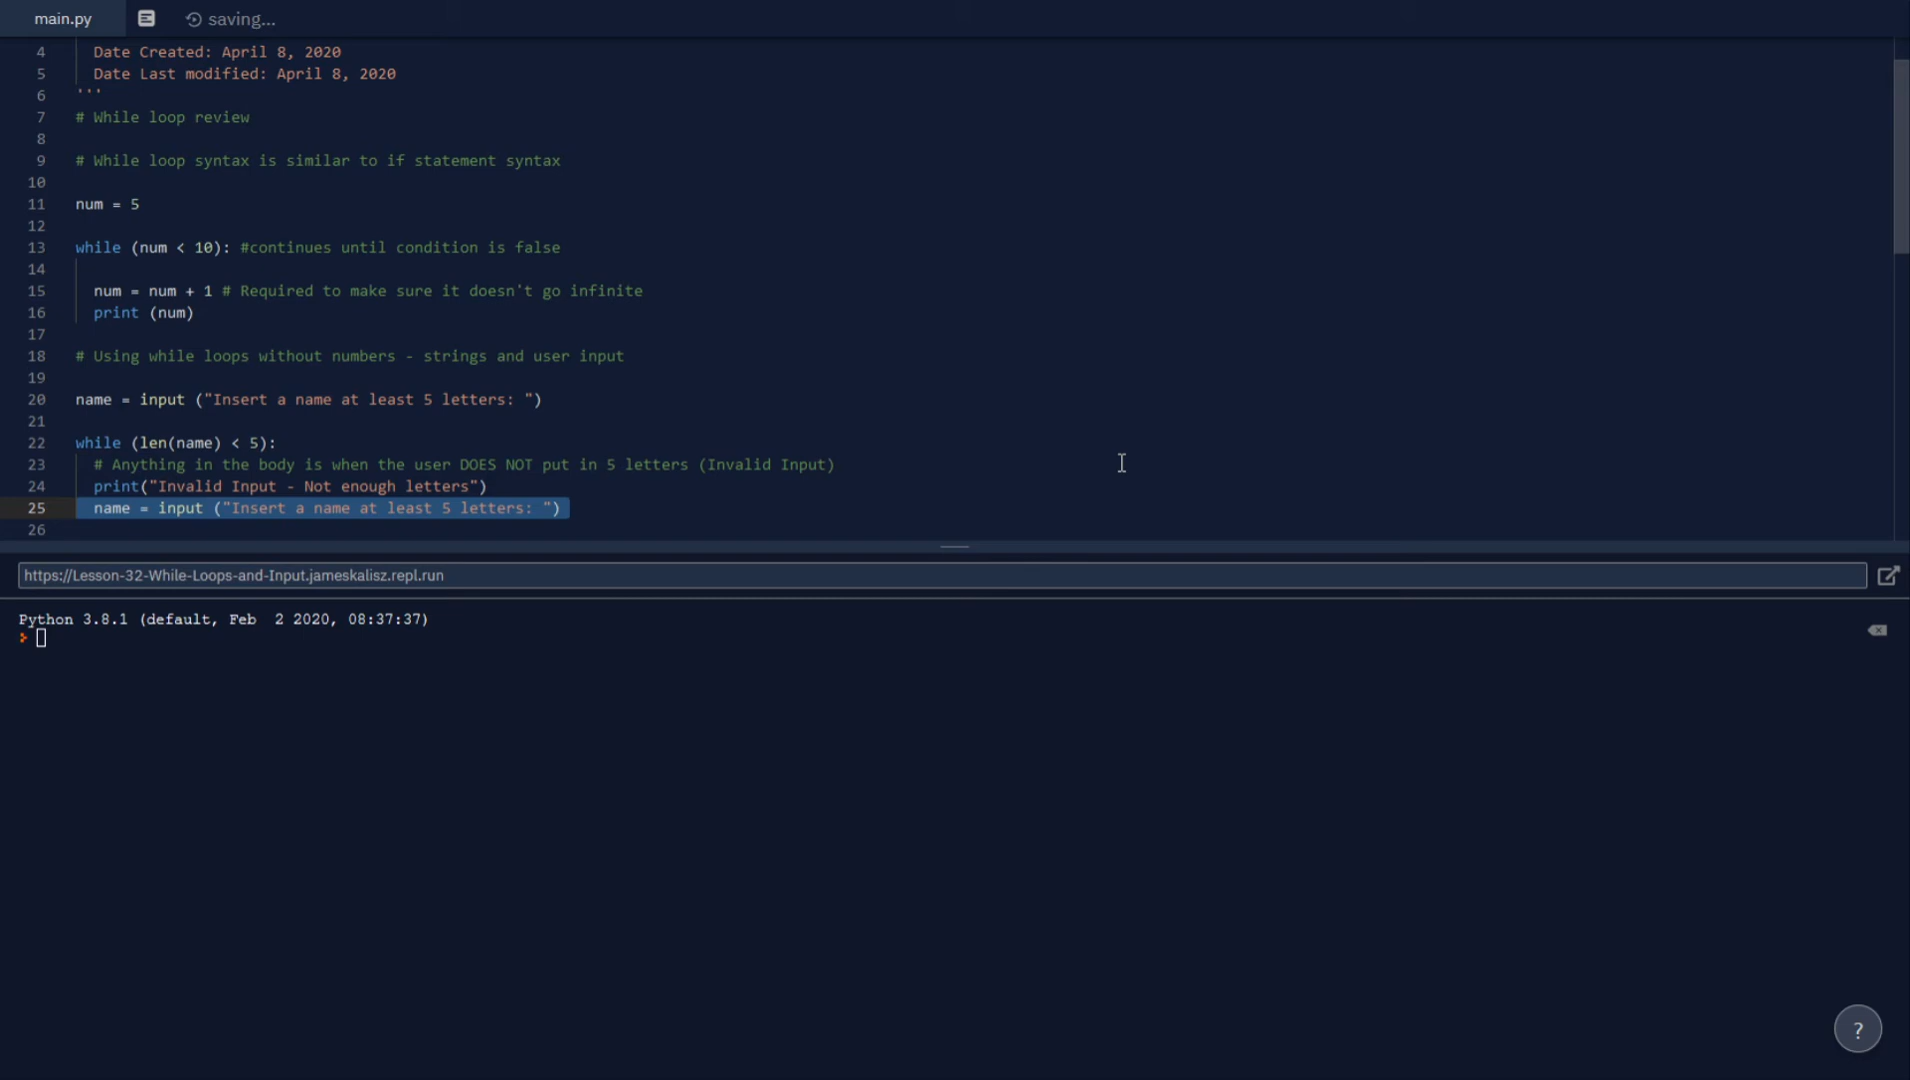 main.py saving...
4 Date Created: April 8, 2020
5 Date Last modified: April 8, 2020
6 '''
7 # While loop review
8
9 # While loop syntax is similar to if statement syntax
10
11 num = 5
12
13 while (num < 10): #continues until condition is false
14
15 num = num + 1 # Required to make sure it doesn't go infinite
16 print (num)
17
18 # Using while loops without numbers - strings and user input
19
20 name = input ("Insert a name at least 5 letters: ")
21
22 while (len(name) < 5):
23 # Anything in the body is when the user DOES NOT put in 5 letters (Invalid Input)
24 print("Invalid Input - Not enough letters")
25 name = input ("Insert a name at least 5 letters: ")
26
https://Lesson-32-While-Loops-and-Input.jameskalisz.repl.run
Python 3.8.1 (default, Feb  2 2020, 08:37:37)
?